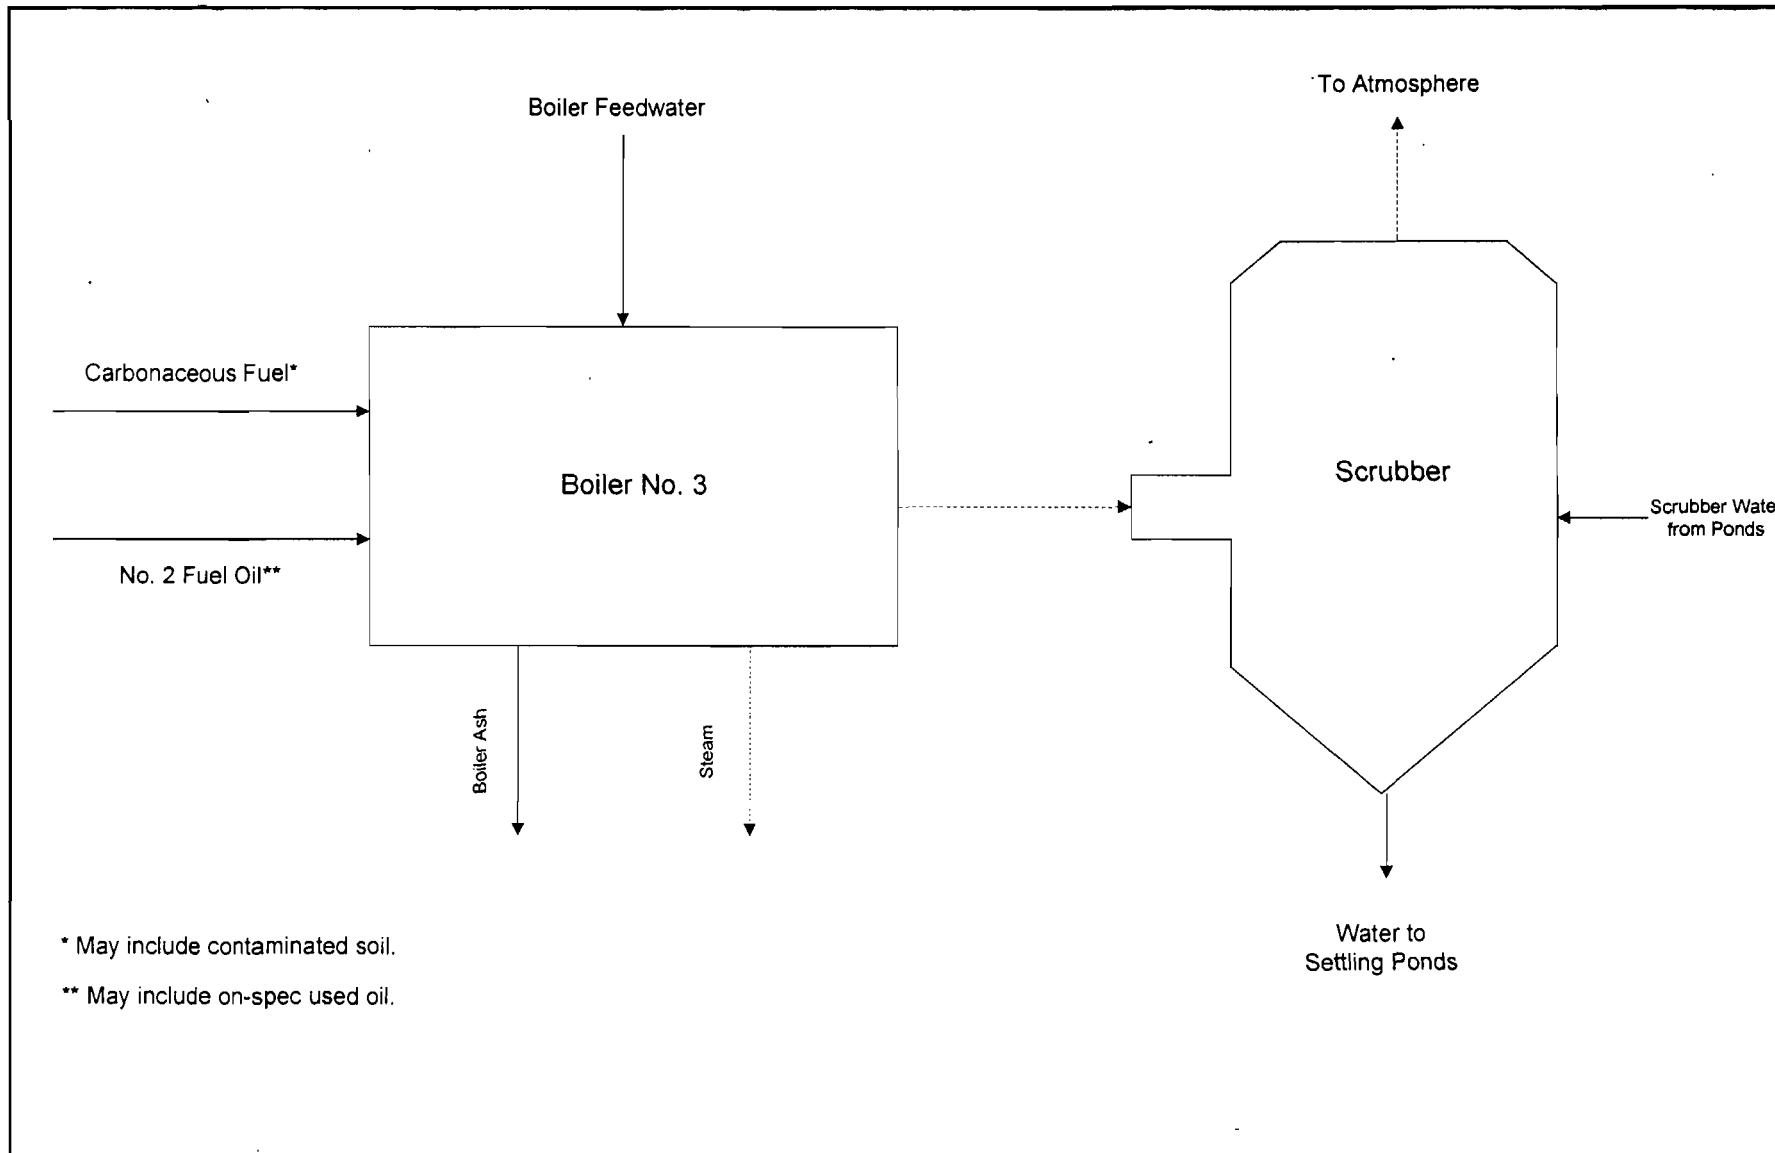 To Atmosphere
Boiler Feedwater
Carbonaceous Fuel*
Boiler No. 3
Scrubber
Scrubber Wate
from Ponds
No. 2 Fuel Oil**
Boiler Ash
Steam
Water to
Settling Ponds
* May include contaminated soil.
** May include on-spec used oil.